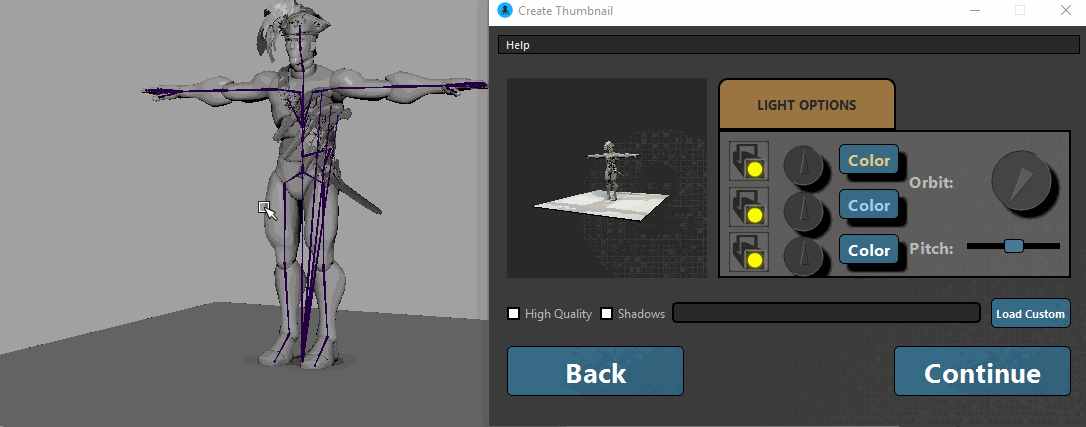 Create Thumbnail
Help
LIGHT OPTIONS
Color
Color
Color
Orbit:
Pitch:
High Quality
Shadows
Load Custom
Back
Continue